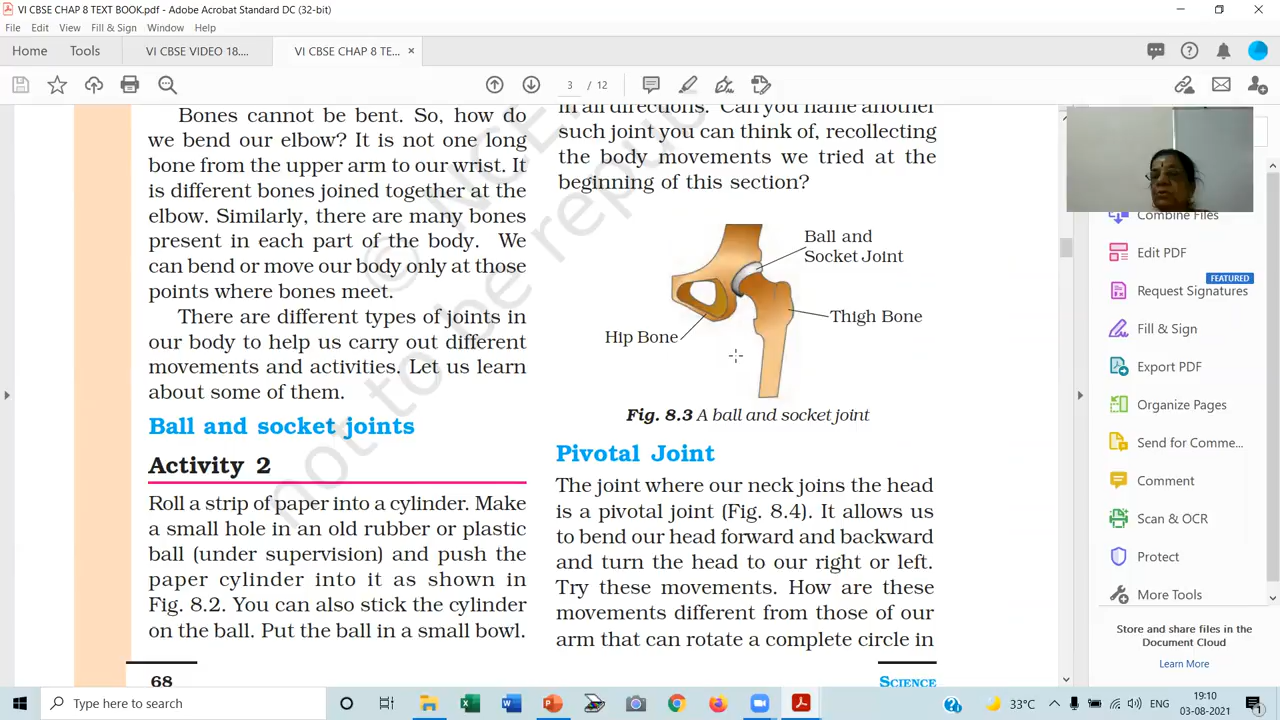 VI CBSE CHAP 8 TEXT BOOK.pdf - Adobe Acrobat Standard DC (32-bit)
File Edit View Fill & Sign Window Help
Home Tools VI CBSE VIDEO 18.... VI CBSE CHAP 8 TE... ×
3 / 12
Bones cannot be bent. So, how do
we bend our elbow? It is not one long
bone from the upper arm to our wrist. It
is different bones joined together at the
elbow. Similarly, there are many bones
present in each part of the body. We
can bend or move our body only at those
points where bones meet.
There are different types of joints in
our body to help us carry out different
movements and activities. Let us learn
about some of them.
Ball and socket joints
Activity 2
Roll a strip of paper into a cylinder. Make
a small hole in an old rubber or plastic
ball (under supervision) and push the
paper cylinder into it as shown in
Fig. 8.2. You can also stick the cylinder
on the ball. Put the ball in a small bowl.
68
in all directions. Can you name another
such joint you can think of, recollecting
the body movements we tried at the
beginning of this section?
Ball and
Socket Joint
Thigh Bone
Hip Bone
Fig. 8.3 A ball and socket joint
Pivotal Joint
The joint where our neck joins the head
is a pivotal joint (Fig. 8.4). It allows us
to bend our head forward and backward
and turn the head to our right or left.
Try these movements. How are these
movements different from those of our
arm that can rotate a complete circle in
SCIENCE
not to be republ
© NCE
Combine Files
Edit PDF
FEATURED
Request Signatures
Fill & Sign
Export PDF
Organize Pages
Send for Comme...
Comment
Scan & OCR
Protect
More Tools
Store and share files in the
Document Cloud
Learn More
Type here to search
33°C
ENG
19:10
03-08-2021